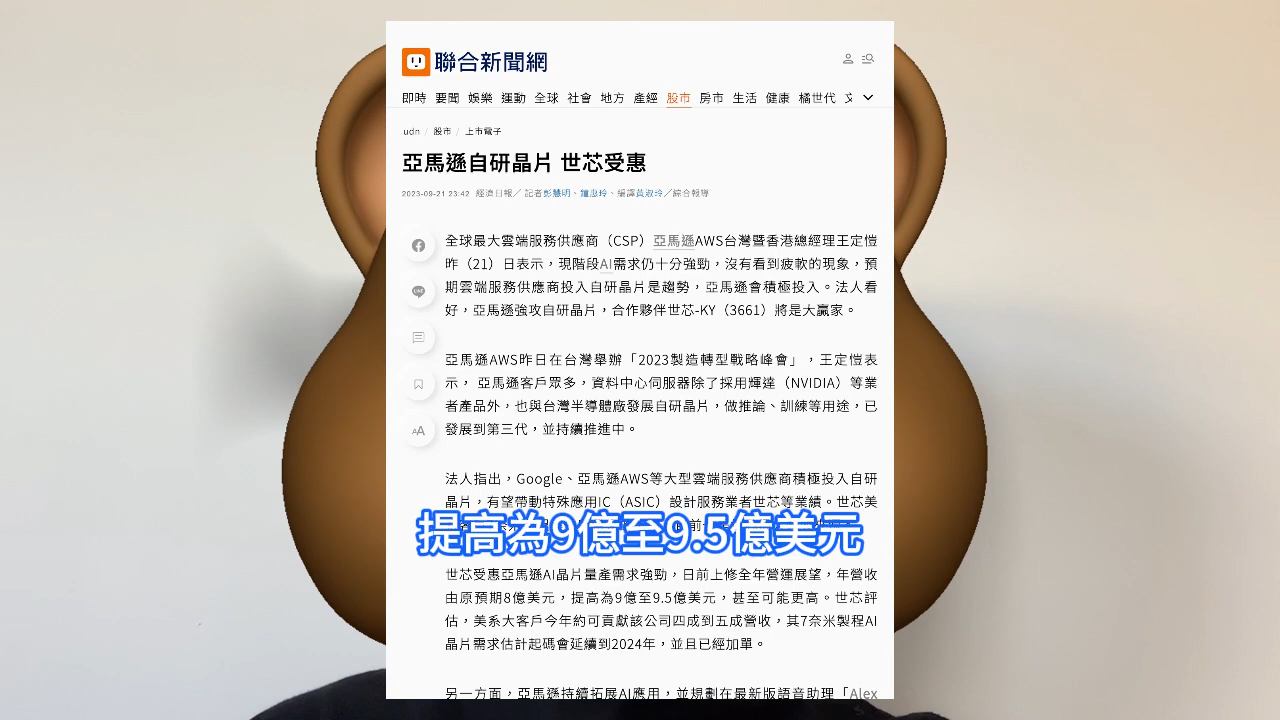 聯合新聞網
即時 要聞 娛樂 運動 全球 社會 地方 產經 股市 房市 生活 健康 橘世代
udn / 股市 / 上市電子
亞馬遜自研晶片 世芯受惠
2023-09-21 23:42 經濟日報／ 記者彭慧明、鐘惠玲、編譯黃淑玲／綜合報導
全球最大雲端服務供應商（CSP）亞馬遜AWS台灣暨香港總經理王定愷
昨（21）日表示，現階段AI需求仍十分強勁，沒有看到疲軟的現象，預
期雲端服務供應商投入自研晶片是趨勢，亞馬遜會積極投入。法人看
好，亞馬遜強攻自研晶片，合作夥伴世芯-KY（3661）將是大贏家。
亞馬遜AWS昨日在台灣舉辦「2023製造轉型戰略峰會」，王定愷表
示， 亞馬遜客戶眾多，資料中心伺服器除了採用輝達（NVIDIA）等業
者產品外，也與台灣半導體廠發展自研晶片，做推論、訓練等用途，已
發展到第三代，並持續推進中。
法人指出，Google、亞馬遜AWS等大型雲端服務供應商積極投入自研
晶片，有望帶動特殊應用IC（ASIC）設計服務業者世芯等業績。世芯美
提高為9億至9.5億美元
世芯受惠亞馬遜AI晶片量產需求強勁，日前上修全年營運展望，年營收
由原預期8億美元，提高為9億至9.5億美元，甚至可能更高。世芯評
估，美系大客戶今年約可貢獻該公司四成到五成營收，其7奈米製程AI
晶片需求估計起碼會延續到2024年，並且已經加單。
另一方面，亞馬遜持續拓展AI應用，並規劃在最新版語音助理「Alex